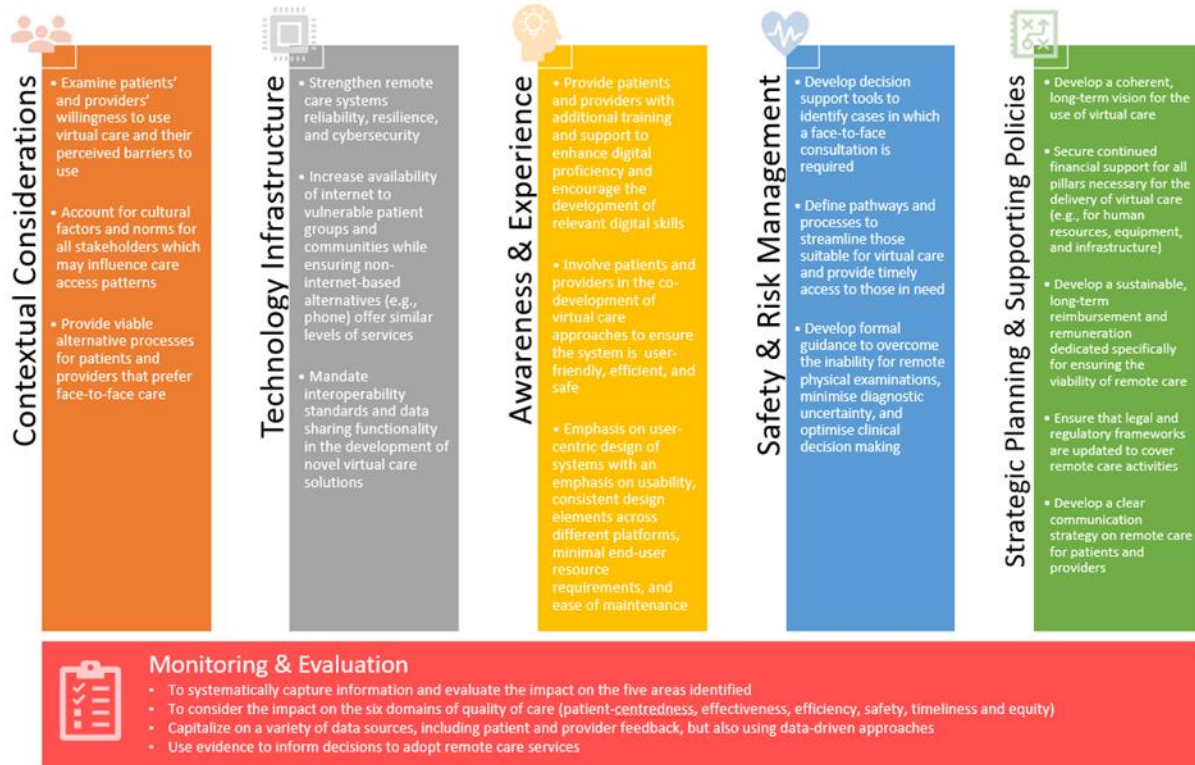 Contextual Considerations
• Examine patients'
and providers'
willingness to use
virtual care and their
perceived barriers to
use
• Account for cultural
factors and norms for
all stakeholders which
may influence care
access patterns
• Provide viable
alternative processes
for patients and
providers that prefer
face-to-face care
Technology Infrastructure
• Strengthen remote
care systems
reliability, resilience,
and cybersecurity
• Increase availability
of internet to
vulnerable patient
groups and
communities while
ensuring non-
internet-based
alternatives (e.g.,
phone) offer similar
levels of services
• Mandate
interoperability
standards and data
sharing functionality
in the development of
novel virtual care
solutions
Awareness & Experience
• Provide patients
and providers with
additional training
and support to
enhance digital
proficiency and
encourage the
development of
relevant digital skills
• Involve patients and
providers in the co-
development of
virtual care
approaches to ensure
the system is user-
friendly, efficient, and
safe
• Emphasis on user-
centric design of
systems with an
emphasis on usability,
consistent design
elements across
different platforms,
minimal end-user
resource
requirements, and
ease of maintenance
Safety & Risk Management
• Develop decision
support tools to
identify cases in which
a face-to-face
consultation is
required
• Define pathways and
processes to
streamline those
suitable for virtual care
and provide timely
access to those in need
• Develop formal
guidance to overcome
the inability for remote
physical examinations,
minimise diagnostic
uncertainty, and
optimise clinical
decision making
Strategic Planning & Supporting Policies
• Develop a coherent,
long-term vision for the
use of virtual care
• Secure continued
financial support for all
pillars necessary for the
delivery of virtual care
(e.g., for human
resources, equipment,
and infrastructure)
• Develop a sustainable,
long-term
reimbursement and
remuneration
dedicated specifically
for ensuring the
viability of remote care
• Ensure that legal and
regulatory frameworks
are updated to cover
remote care activities
• Develop a clear
communication
strategy on remote care
for patients and
providers
Monitoring & Evaluation
• To systematically capture information and evaluate the impact on the five areas identified
• To consider the impact on the six domains of quality of care (patient-centredness, effectiveness, efficiency, safety, timeliness and equity)
• Capitalize on a variety of data sources, including patient and provider feedback, but also using data-driven approaches
• Use evidence to inform decisions to adopt remote care services